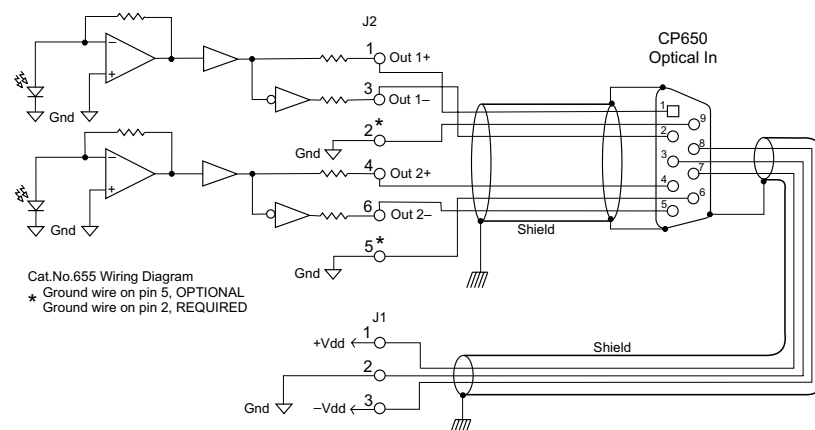 J2
CP650
Optical In
1 Out 1+
3 Out 1–
Gnd
2*
Gnd
4 Out 2+
6 Out 2–
Gnd
5*
Gnd
1
9
2
8
3
7
4
6
5
Shield
Cat.No.655 Wiring Diagram
* Ground wire on pin 5, OPTIONAL
Ground wire on pin 2, REQUIRED
J1
+Vdd 1
2
Gnd
–Vdd 3
Shield